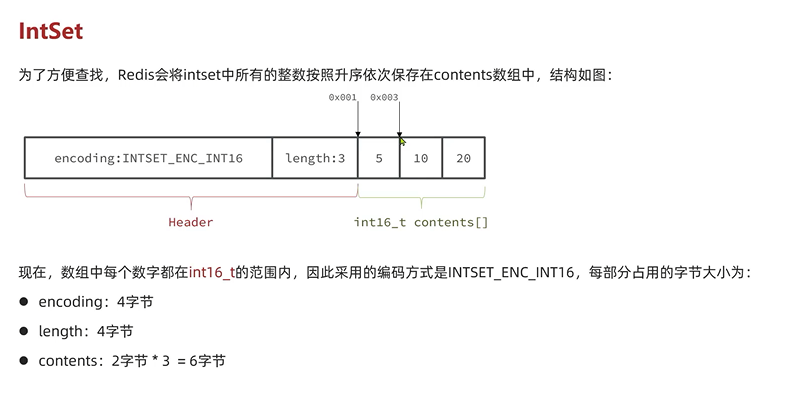 IntSet
为了方便查找，Redis会将intset中所有的整数按照升序依次保存在contents数组中，结构如图：
0x001 0x003
encoding:INTSET_ENC_INT16 length:3 5 10 20
Header int16_t contents[]
现在，数组中每个数字都在int16_t的范围内，因此采用的编码方式是INTSET_ENC_INT16，每部分占用的字节大小为：
● encoding：4字节
● length：4字节
● contents：2字节 * 3 = 6字节